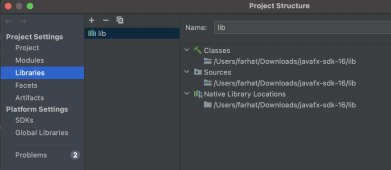 Project Structure
Project Settings
Project
Modules
Libraries
Facets
Artifacts
Platform Settings
SDKs
Global Libraries
Problems 2
lib
Name: lib
Classes
/Users/farhat/Downloads/javafx-sdk-16/lib
Sources
/Users/farhat/Downloads/javafx-sdk-16/lib
Native Library Locations
/Users/farhat/Downloads/javafx-sdk-16/lib